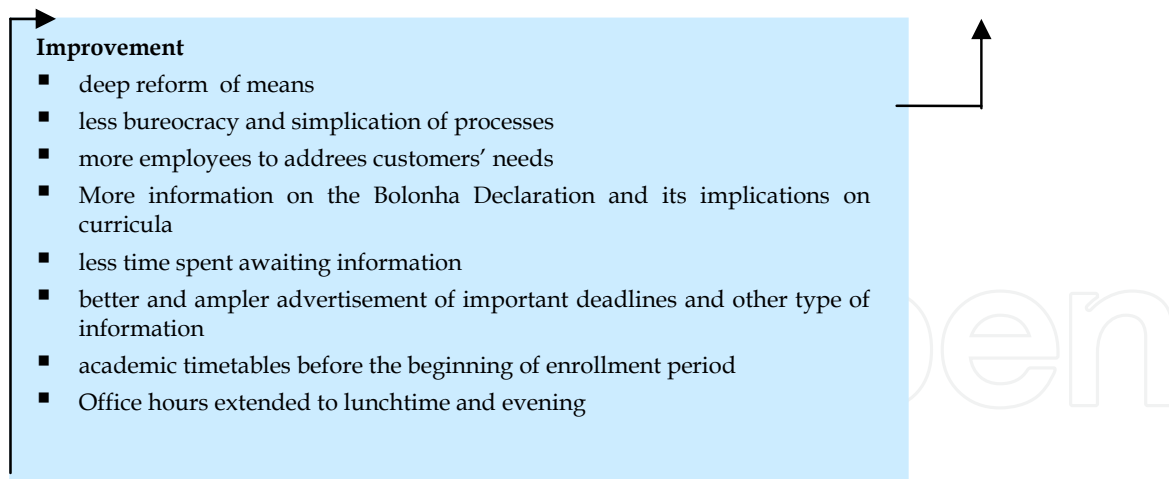 Improvement
▪ deep reform of means
▪ less bureocracy and simplication of processes
▪ more employees to addrees customers’ needs
▪ More information on the Bolonha Declaration and its implications on
curricula
▪ less time spent awaiting information
▪ better and ampler advertisement of important deadlines and other type of
information
▪ academic timetables before the beginning of enrollment period
▪ Office hours extended to lunchtime and evening
pen